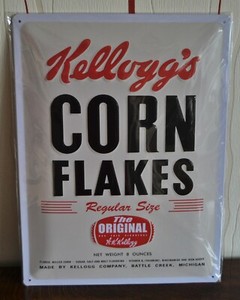 Kellogg's
CORN
FLAKES
Regular Size
The
ORIGINAL
W.K. Kellogg
NET WEIGHT 8 OUNCES
MADE BY KELLOGG COMPANY, BATTLE CREEK, MICHIGAN